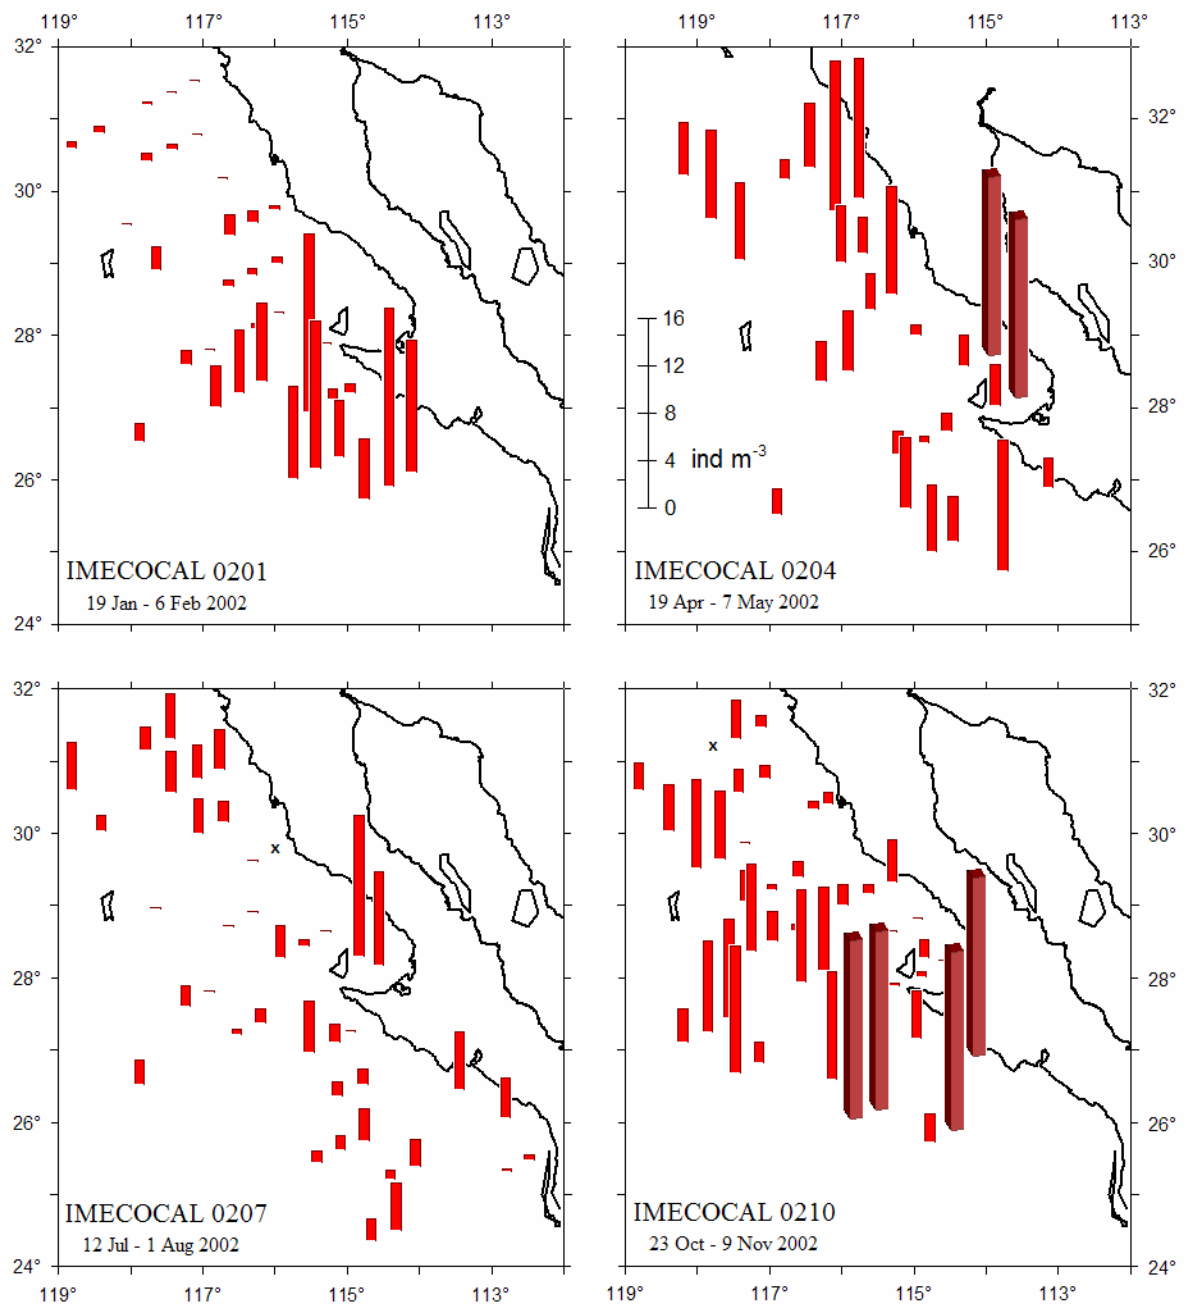 119° 117° 115° 113° 119° 117° 115° 113°
32°
32°
30°
30°
28°
28°
26°
26°
24°
16
12
8
4 ind m-3
0
IMECOCAL 0201
19 Jan - 6 Feb 2002
IMECOCAL 0204
19 Apr - 7 May 2002
32° 32°
30° 30°
28° 28°
26° 26°
24° 24°
x
x
IMECOCAL 0207
12 Jul - 1 Aug 2002
IMECOCAL 0210
23 Oct - 9 Nov 2002
119° 117° 115° 113° 119° 117° 115° 113°